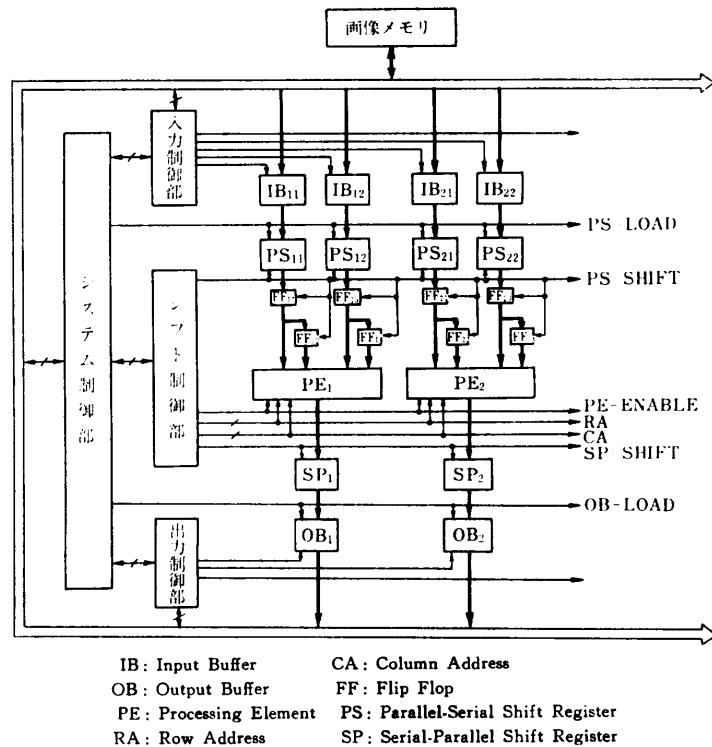 画像メモリ
入力制御部
IB11 IB12 IB21 IB22
PS-LOAD
PS11 PS12 PS21 PS22
PS SHIFT
システム制御部
シフト制御部
PE1 PE2
PE-ENABLE
RA
CA
SP SHIFT
SP1 SP2
OB-LOAD
出力制御部
OB1 OB2
IB: Input Buffer CA: Column Address
OB: Output Buffer FF: Flip Flop
PE: Processing Element PS: Parallel-Serial Shift Register
RA: Row Address SP: Serial-Parallel Shift Register